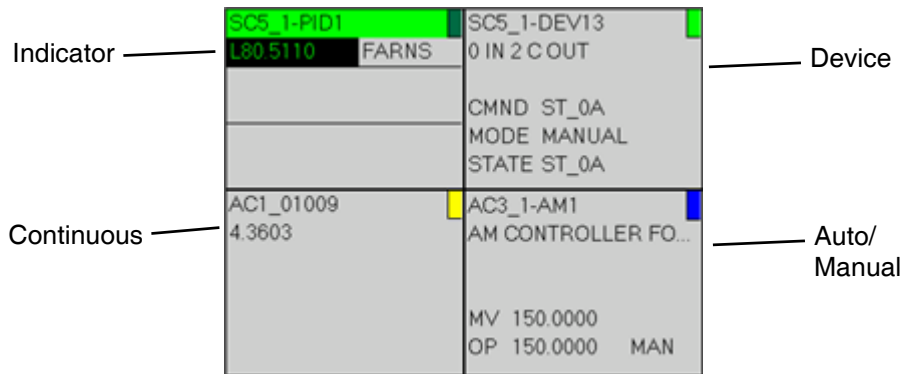 Indicator
SC5_1-PID1
L80.5110 FARNS
SC5_1-DEV13
0 IN 2 C OUT
CMND ST_0A
MODE MANUAL
STATE ST_0A
Device
Continuous
AC1_01009
4.3603
AC3_1-AM1
AM CONTROLLER FO...
MV 150.0000
OP 150.0000 MAN
Auto/
Manual